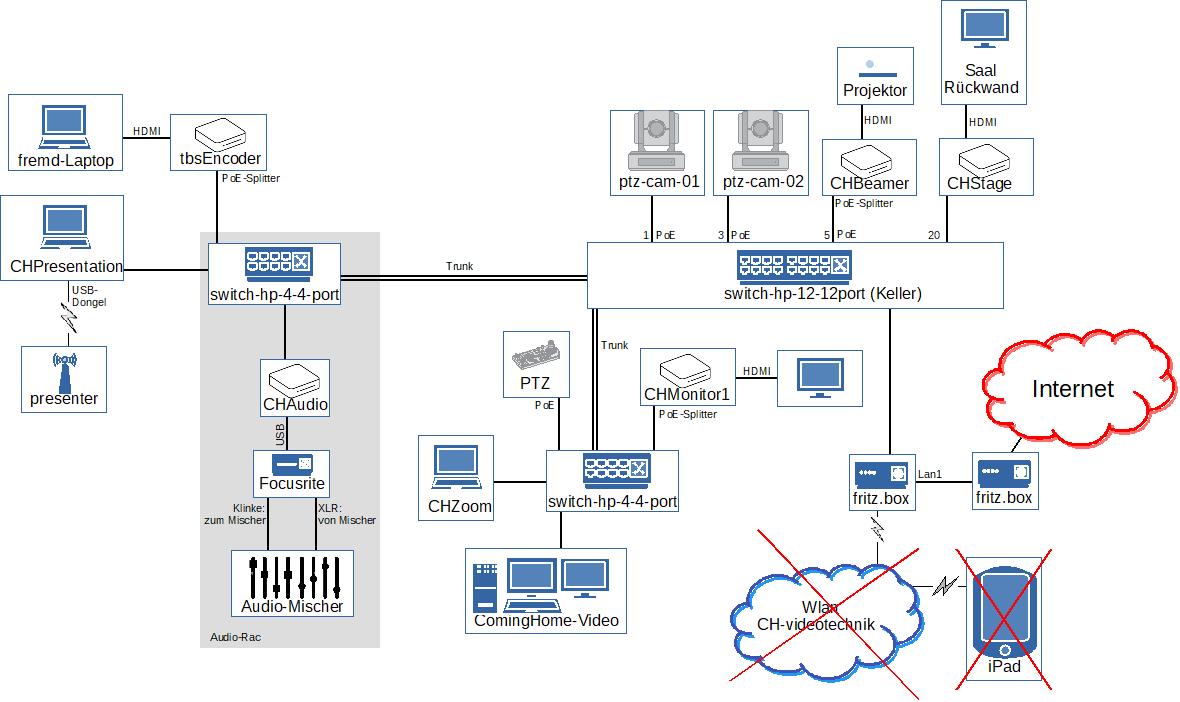 Saal
Rückwand
Projektor
HDMI
HDMI
fremd-Laptop
HDMI
tbsEncoder
PoE-Splitter
ptz-cam-01
ptz-cam-02
CHBeamer
PoE-Splitter
CHStage
1
PoE
3
PoE
5
PoE
20
CHPresentation
USB-
Dongel
switch-hp-4-4-port
Trunk
switch-hp-12-12port (Keller)
presenter
CHAudio
USB
Focusrite
Klinke:
zum Mischer
XLR:
von Mischer
Audio-Mischer
Audio-Rac
Trunk
PTZ
PoE
CHMonitor1
PoE-Splitter
HDMI
CHZoom
switch-hp-4-4-port
ComingHome-Video
Internet
fritz.box
Lan1
fritz.box
Wlan
CH-videotechnik
iPad